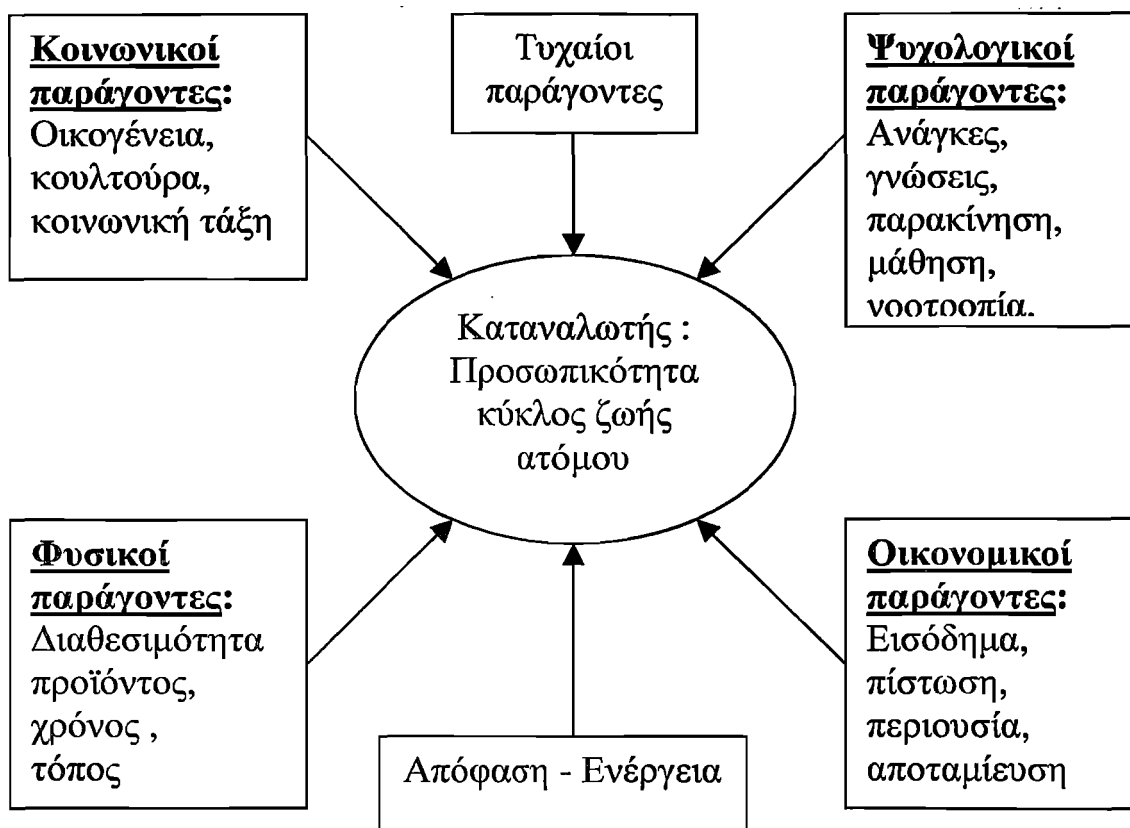 Κοινωνικοί
παράγοντες:
Οικογένεια,
κουλτούρα,
κοινωνική τάξη
Τυχαίοι
παράγοντες
Ψυχολογικοί
παράγοντες:
Ανάγκες,
γνώσεις,
παρακίνηση,
μάθηση,
νοοτροπία.
Καταναλωτής :
Προσωπικότητα
κύκλος ζωής
ατόμου
Φυσικοί
παράγοντες:
Διαθεσιμότητα
προϊόντος,
χρόνος ,
τόπος
Απόφαση - Ενέργεια
Οικονομικοί
παράγοντες:
Εισόδημα,
πίστωση,
περιουσία,
αποταμίευση